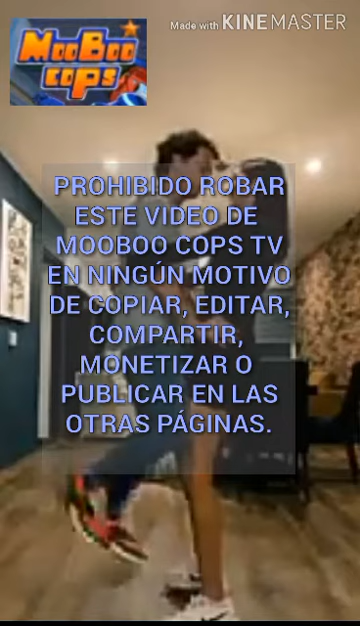 MooBoo
cops
Made with KINEMASTER
PROHIBIDO ROBAR
ESTE VIDEO DE
MOOBOO COPS TV
EN NINGÚN MOTIVO
DE COPIAR, EDITAR,
COMPARTIR,
MONETIZAR O
PUBLICAR EN LAS
OTRAS PÁGINAS.